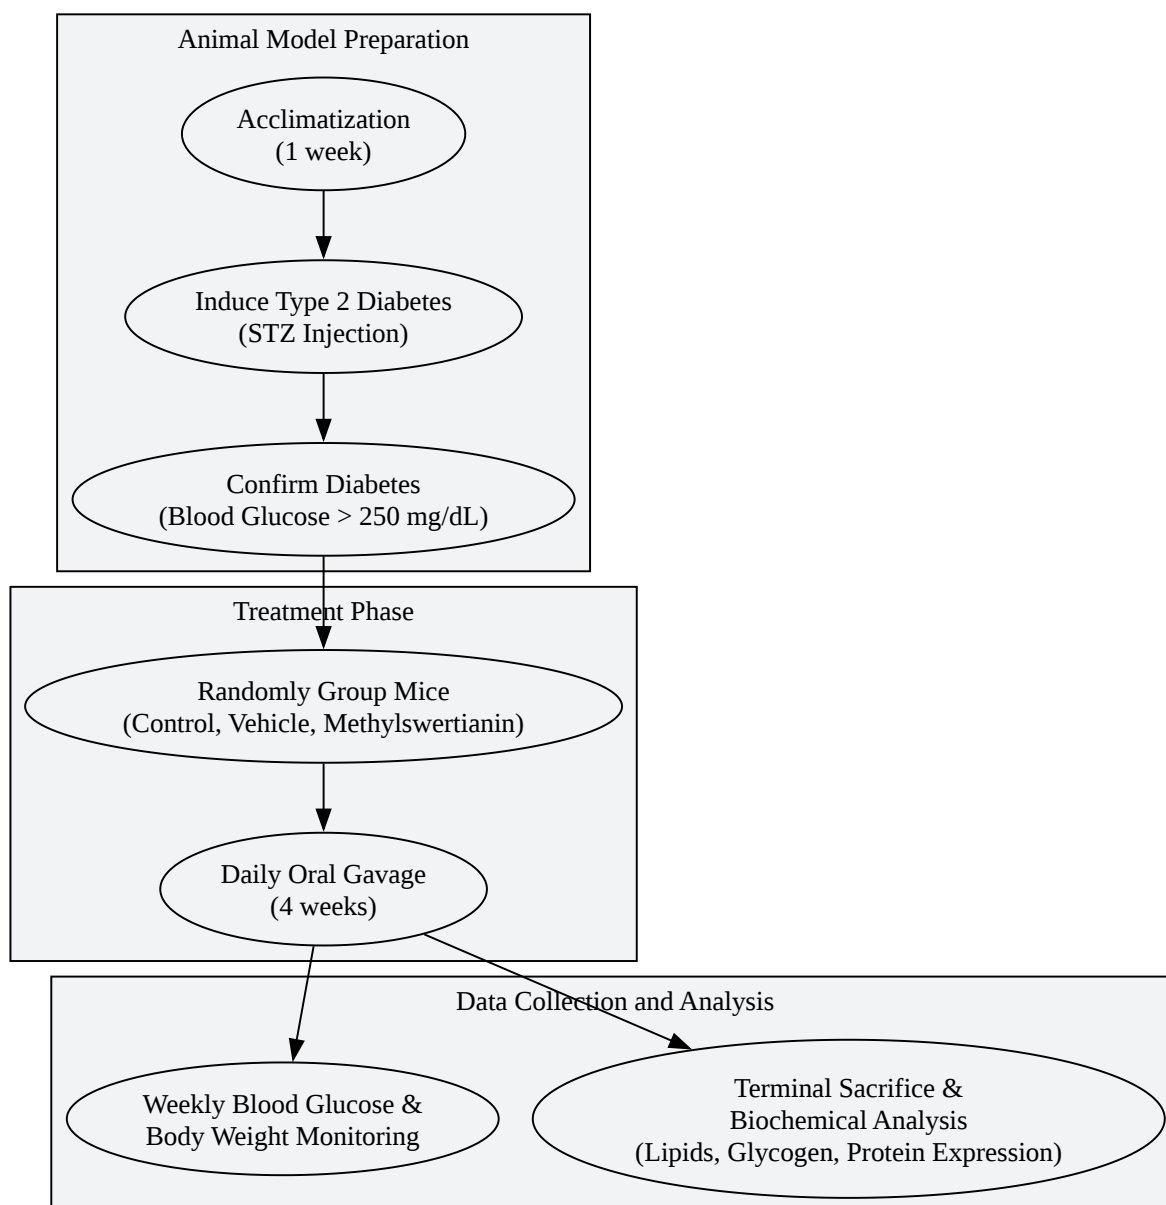 Animal Model Preparation
Acclimatization
(1 week)
Induce Type 2 Diabetes
(STZ Injection)
Confirm Diabetes
(Blood Glucose > 250 mg/dL)
Treatment Phase
Randomly Group Mice
(Control, Vehicle, Methylswertianin)
Daily Oral Gavage
(4 weeks)
Data Collection and Analysis
Weekly Blood Glucose &
Body Weight Monitoring
Terminal Sacrifice &
Biochemical Analysis
(Lipids, Glycogen, Protein Expression)